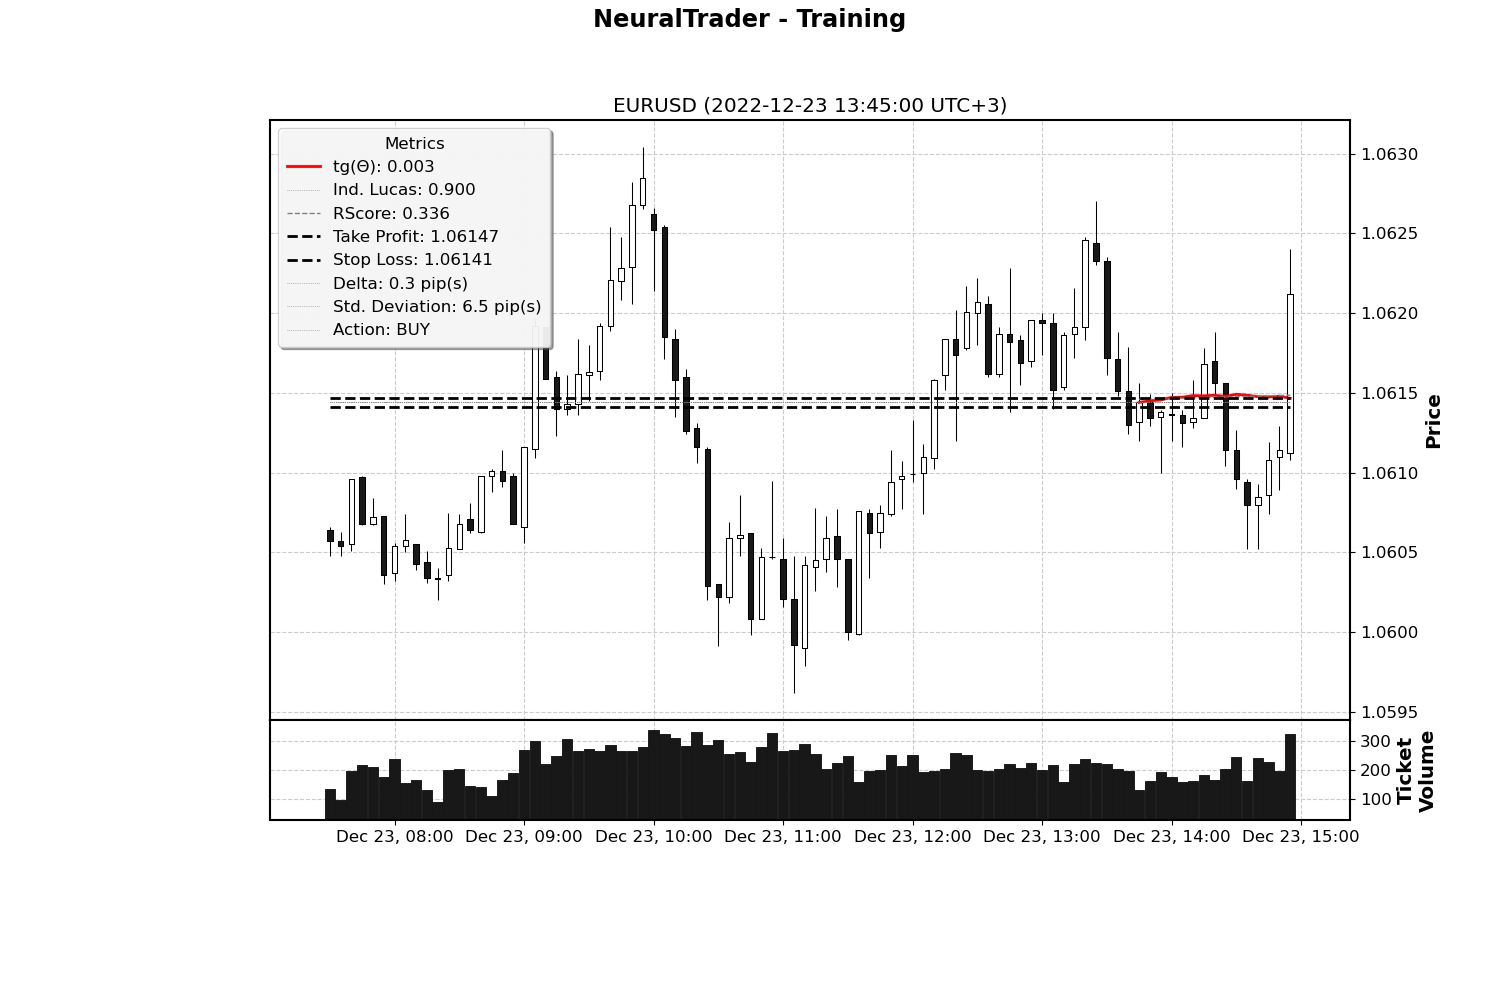 NeuralTrader - Training
EURUSD (2022-12-23 13:45:00 UTC+3)
Metrics
tg(Θ): 0.003
Ind. Lucas: 0.900
RScore: 0.336
Take Profit: 1.06147
Stop Loss: 1.06141
Delta: 0.3 pip(s)
Std. Deviation: 6.5 pip(s)
Action: BUY
1.0630
1.0625
1.0620
1.0615
1.0610
1.0605
1.0600
1.0595
Price
300
200
100
Ticket
Volume
Dec 23, 08:00
Dec 23, 09:00
Dec 23, 10:00
Dec 23, 11:00
Dec 23, 12:00
Dec 23, 13:00
Dec 23, 14:00
Dec 23, 15:00